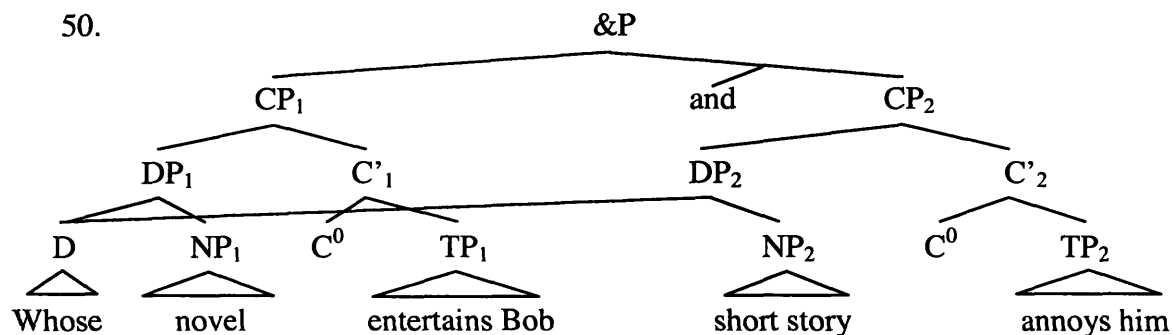 50. &P
CP₁ and CP₂
DP₁ C’₁ DP₂ C’₂
D NP₁ C⁰ TP₁ NP₂ C⁰ TP₂
Whose novel entertains Bob short story annoys him